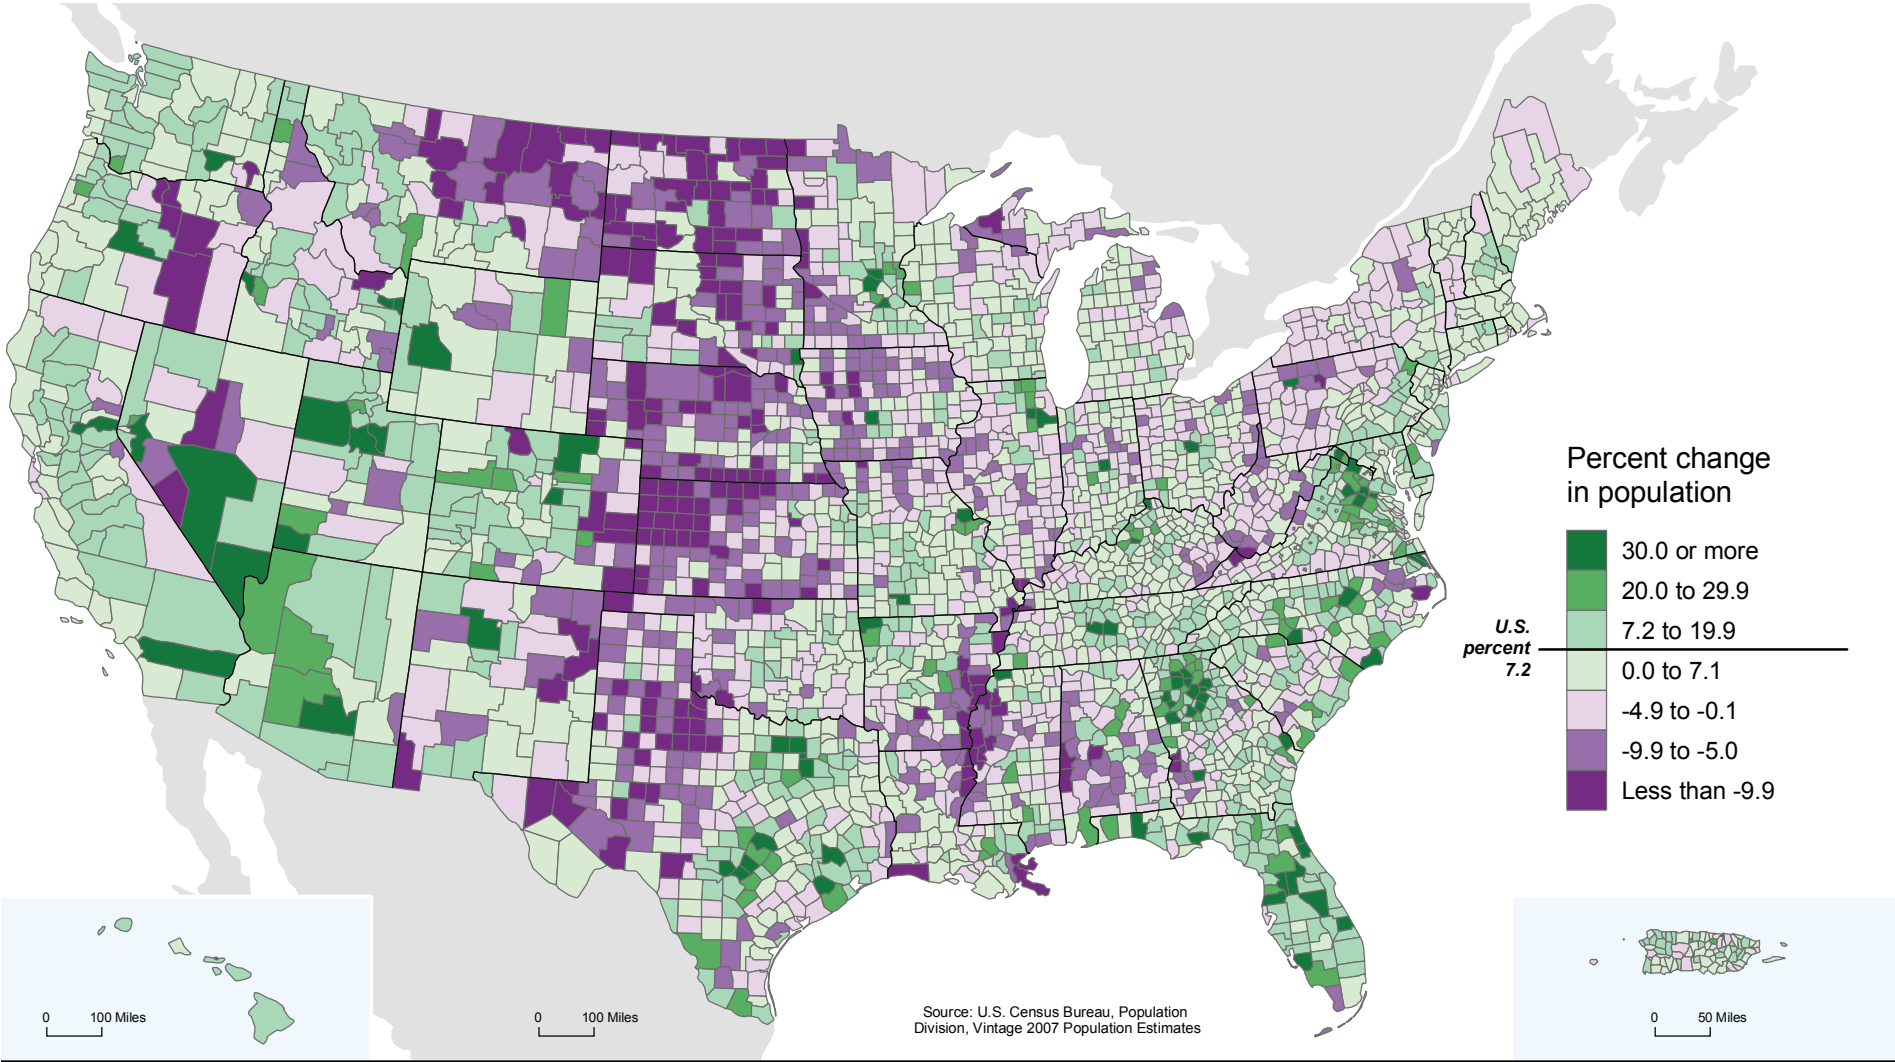 Percent change
in population
30.0 or more
20.0 to 29.9
7.2 to 19.9
U.S.
percent
7.2
0.0 to 7.1
-4.9 to -0.1
-9.9 to -5.0
Less than -9.9
0 100 Miles
0 100 Miles
Source: U.S. Census Bureau, Population
Division, Vintage 2007 Population Estimates
0 50 Miles